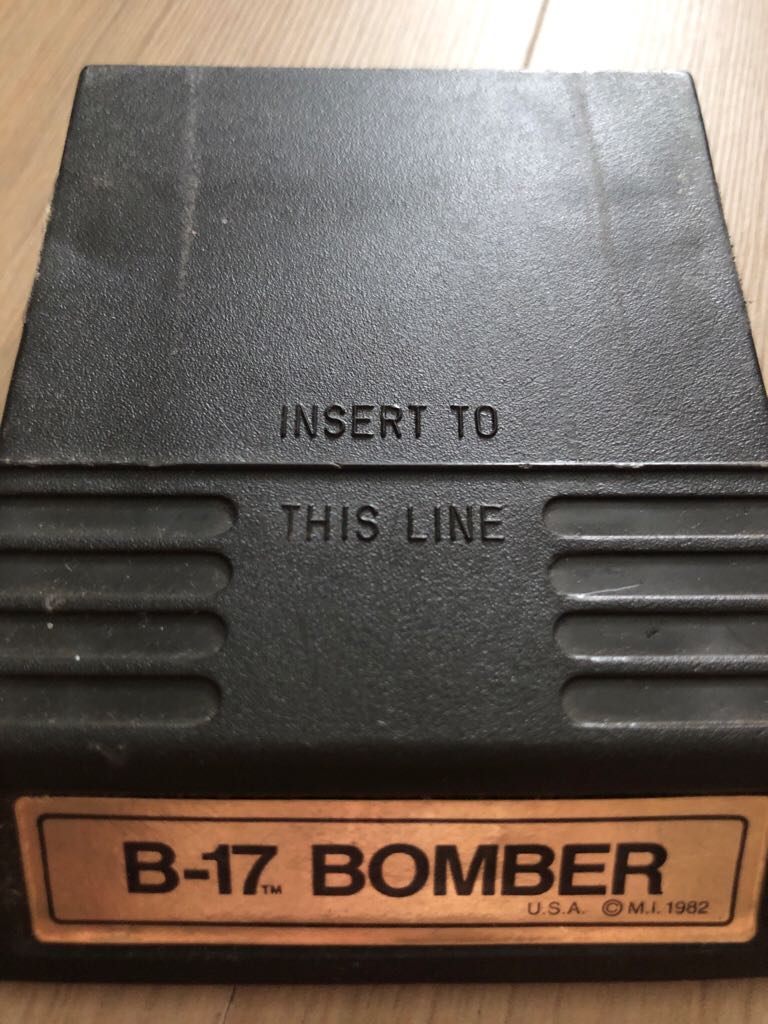 INSERT TO
THIS LINE
B-17™ BOMBER
U.S.A. ©M.I. 1982